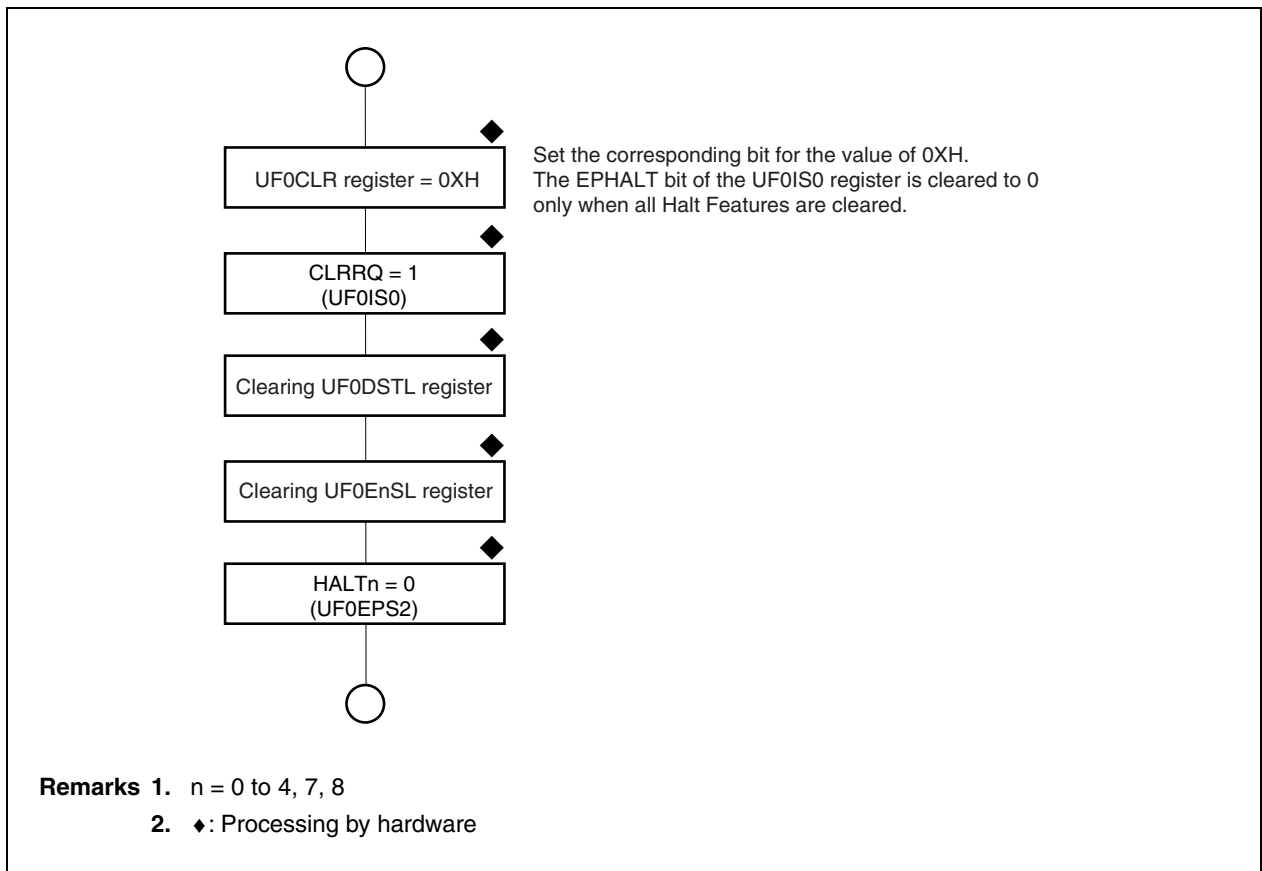 UF0CLR register = 0XH
Set the corresponding bit for the value of 0XH.
The EPHALT bit of the UF0IS0 register is cleared to 0
only when all Halt Features are cleared.
CLRRQ = 1
(UF0IS0)
Clearing UF0DSTL register
Clearing UF0EnSL register
HALTn = 0
(UF0EPS2)
Remarks 1. n = 0 to 4, 7, 8
2. ♦: Processing by hardware